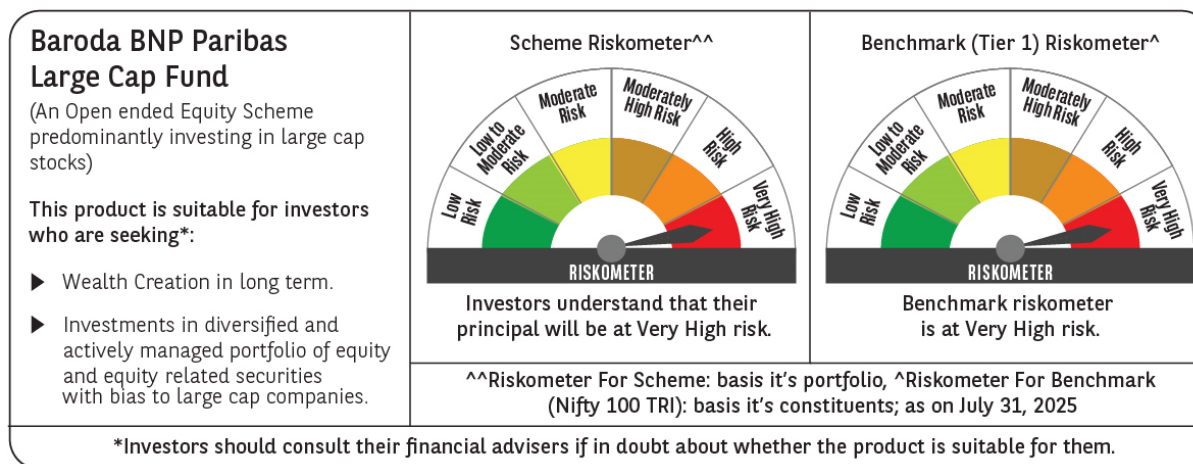 Baroda BNP Paribas
Large Cap Fund
(An Open ended Equity Scheme
predominantly investing in large cap
stocks)
This product is suitable for investors
who are seeking*:
▶ Wealth Creation in long term.
▶ Investments in diversified and
actively managed portfolio of equity
and equity related securities
with bias to large cap companies.
Scheme Riskometer^^
Low
Risk
Low to
Moderate
Risk
Moderate
Risk
Moderately
High Risk
High
Risk
Very High
Risk
RISKOMETER
Investors understand that their
principal will be at Very High risk.
Benchmark (Tier 1) Riskometer^
Low
Risk
Low to
Moderate
Risk
Moderate
Risk
Moderately
High Risk
High
Risk
Very High
Risk
RISKOMETER
Benchmark riskometer
is at Very High risk.
^^Riskometer For Scheme: basis it's portfolio, ^Riskometer For Benchmark
(Nifty 100 TRI): basis it's constituents; as on July 31, 2025
*Investors should consult their financial advisers if in doubt about whether the product is suitable for them.